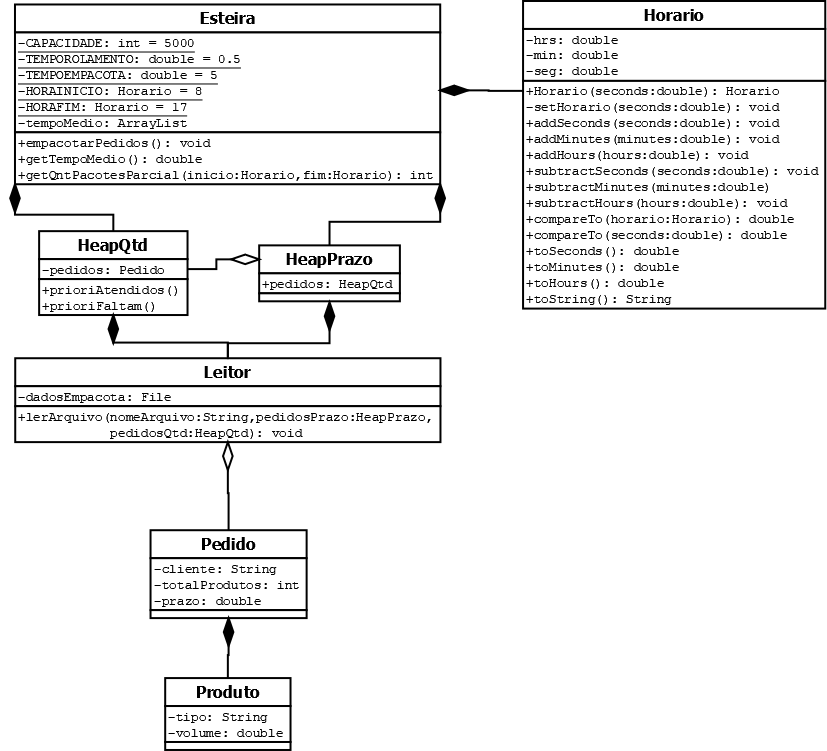 Esteira
-CAPACIDADE: int = 5000
-TEMPOROLAMENTO: double = 0.5
-TEMPOEMPACOTA: double = 5
-HORAINICIO: Horario = 8
-HORAFIM: Horario = 17
-tempoMedio: ArrayList
+empacotarPedidos(): void
+getTempoMedio(): double
+getQntPacotesParcial(inicio:Horario,fim:Horario): int
Horario
-hrs: double
-min: double
-seg: double
+Horario(seconds:double): Horario
-setHorario(seconds:double): void
+addSeconds(seconds:double): void
+addMinutes(minutes:double): void
+addHours(hours:double): void
+subtractSeconds(seconds:double): void
+subtractMinutes(minutes:double)
+subtractHours(hours:double): void
+compareTo(horario:Horario): double
+compareTo(seconds:double): double
+toSeconds(): double
+toMinutes(): double
+toHours(): double
+toString(): String
HeapQtd
-pedidos: Pedido
+prioriAtendidos()
+prioriFaltam()
HeapPrazo
+pedidos: HeapQtd
Leitor
-dadosEmpacota: File
+lerArquivo(nomeArquivo:String,pedidosPrazo:HeapPrazo,
pedidosQtd:HeapQtd): void
Pedido
-cliente: String
-totalProdutos: int
-prazo: double
Produto
-tipo: String
-volume: double